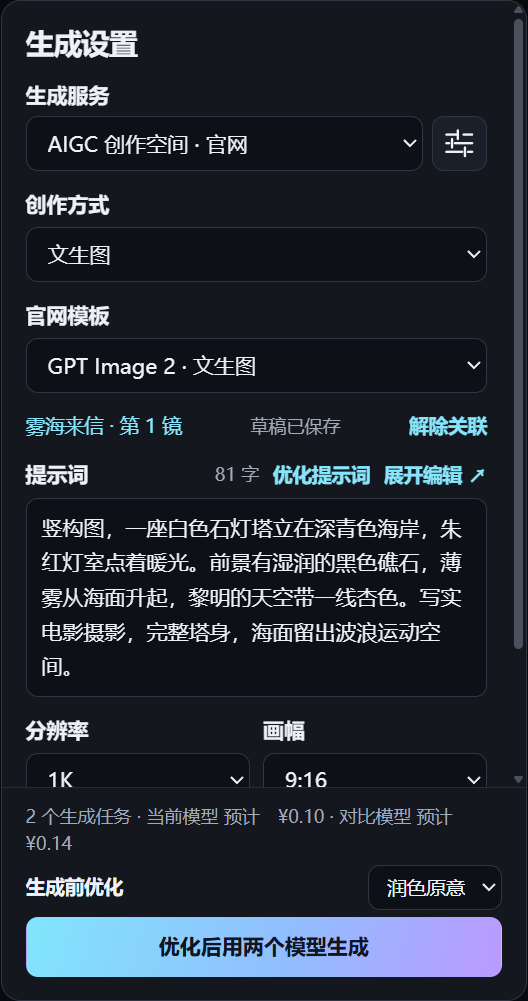 生成设置
生成服务
AIGC 创作空间 · 官网
创作方式
文生图
官网模板
GPT Image 2 · 文生图
雾海来信 · 第 1 镜 草稿已保存 解除关联
提示词 81 字 优化提示词 展开编辑 ↗
竖构图，一座白色石灯塔立在深青色海岸，朱
红灯室点着暖光。前景有湿润的黑色礁石，薄
雾从海面升起，黎明的天空带一线杏色。写实
电影摄影，完整塔身，海面留出波浪运动空
间。
分辨率 画幅
1K 9:16
2 个生成任务 · 当前模型 预计 ¥0.10 · 对比模型 预计
¥0.14
生成前优化 润色原意
优化后用两个模型生成